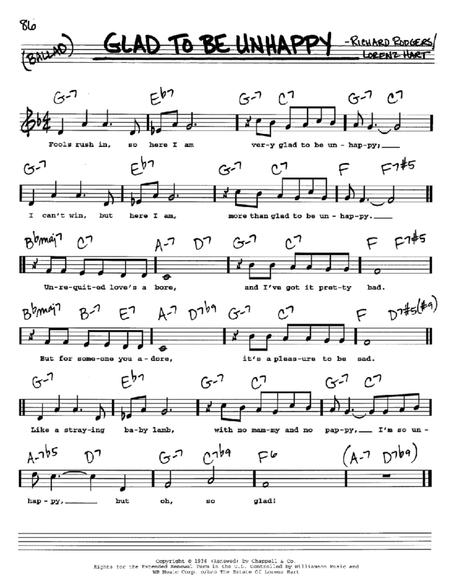 86
(BALLAD) GLAD TO BE UNHAPPY -RICHARD RODGERS/
LORENZ HART
G-7 Eb7 G-7 C7
Fools rush in, so here I am ver-y glad to be un-hap-py;
G-7 Eb7 G-7 C7 F F7#5
I can't win, but here I am, more than glad to be un-hap-py.
Bbmaj7 C7 A-7 D7 G-7 C7 F F7#5
Un-re-quit-ed love's a bore, and I've got it pret-ty bad.
Bbmaj7 B-7 E7 A-7 D7b9 G-7 C7 F D7#5(#9)
But for some-one you a-dore, it's a pleas-ure to be sad.
G-7 Eb7 G-7 C7
Like a stray-ing ba-by lamb, with no mam-my and no pap-py, I'm so un-
A-7b5 D7 G-7 C7b9 F6 (A-7 D7b9)
hap-py, but oh, so glad!
Copyright © 1936 (Renewed) by Chappell & Co.
Rights for the Extended Renewal Term in the U.S. Controlled by Williamson Music and
WB Music Corp. o/b/o The Estate Of Lorenz Hart